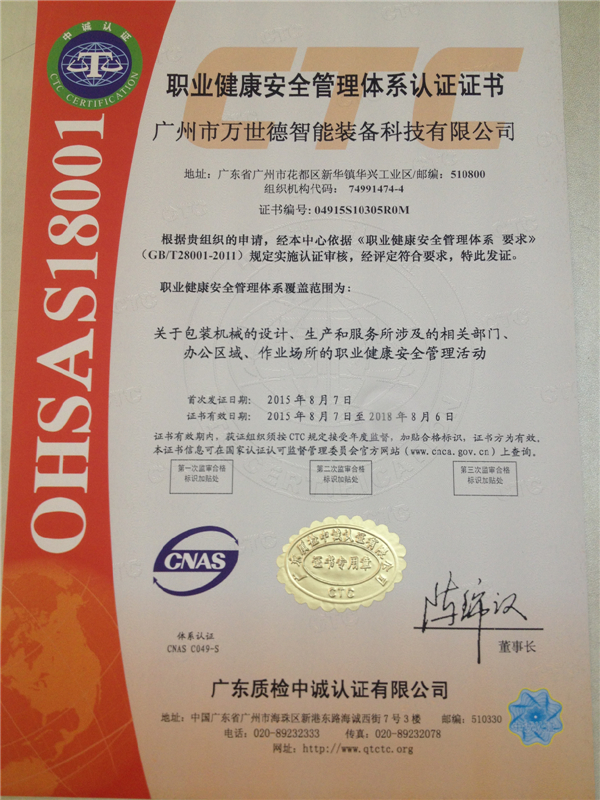 中诚认证
CTC CERTIFICATION
OHSAS18001
CTC
职业健康安全管理体系认证证书
广州市万世德智能装备科技有限公司
地址：广东省广州市花都区新华镇华兴工业区/邮编：510800
组织机构代码： 74991474-4
证书编号: 04915S10305R0M
根据贵组织的申请，经本中心依据《职业健康安全管理体系 要求》
（GB/T28001-2011）规定实施认证审核，经评定符合要求，特此发证。
职业健康安全管理体系覆盖范围为：
关于包装机械的设计、生产和服务所涉及的相关部门、
办公区域、作业场所的职业健康安全管理活动
首次发证日期： 2015 年 8 月 7 日
证书有效日期： 2015 年 8 月 7 日至 2018 年 8 月 6 日
证书有效期内，获证组织须按 CTC 规定接受年度监督，加贴合格标识，证书方为有效。
本证书信息可在国家认证认可监督管理委员会官方网站（www.cnca.gov.cn）上查询。
第一次监审合格
标识加贴处
第二次监审合格
标识加贴处
第三次监审合格
标识加贴处
CNAS
体系认证
CNAS C049-S
广东质检中诚认证有限公司
证书专用章
CTC
董事长
广东质检中诚认证有限公司
地址：中国广东省广州市海珠区新港东路海诚西街 7 号 3 楼 邮编：510330
电话：020-89232333 传真：020-89232078
网址：http://www.qtctc.org